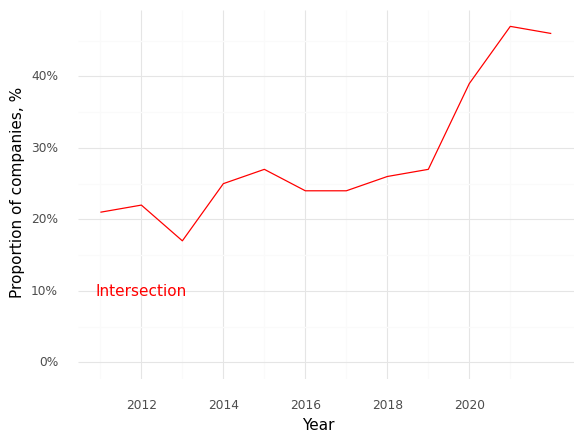 40%
30%
20%
10%
0%
Proportion of companies, %
Intersection
2012 2014 2016 2018 2020
Year